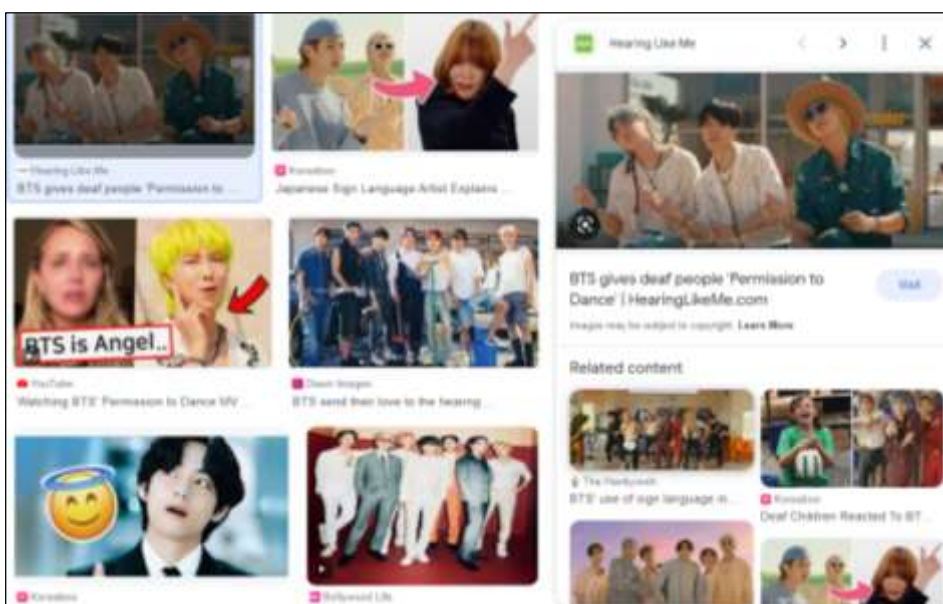 Hearing Like Me
Hearing Like Me
BTS gives deaf people 'Permission to ...
Koreaboo
Japanese Sign Language Artist Explains ...
BTS is Angel..
YouTube
Watching BTS' Permission to Dance MV ...
Dawn Images
BTS send their love to the hearing ...
Koreaboo
Bollywood Life
BTS gives deaf people 'Permission to
Dance' | HearingLikeMe.com
Visit
Images may be subject to copyright. Learn More
Related content
BTS' use of sign language in ...
Koreaboo
Deaf Children Reacted To BT...